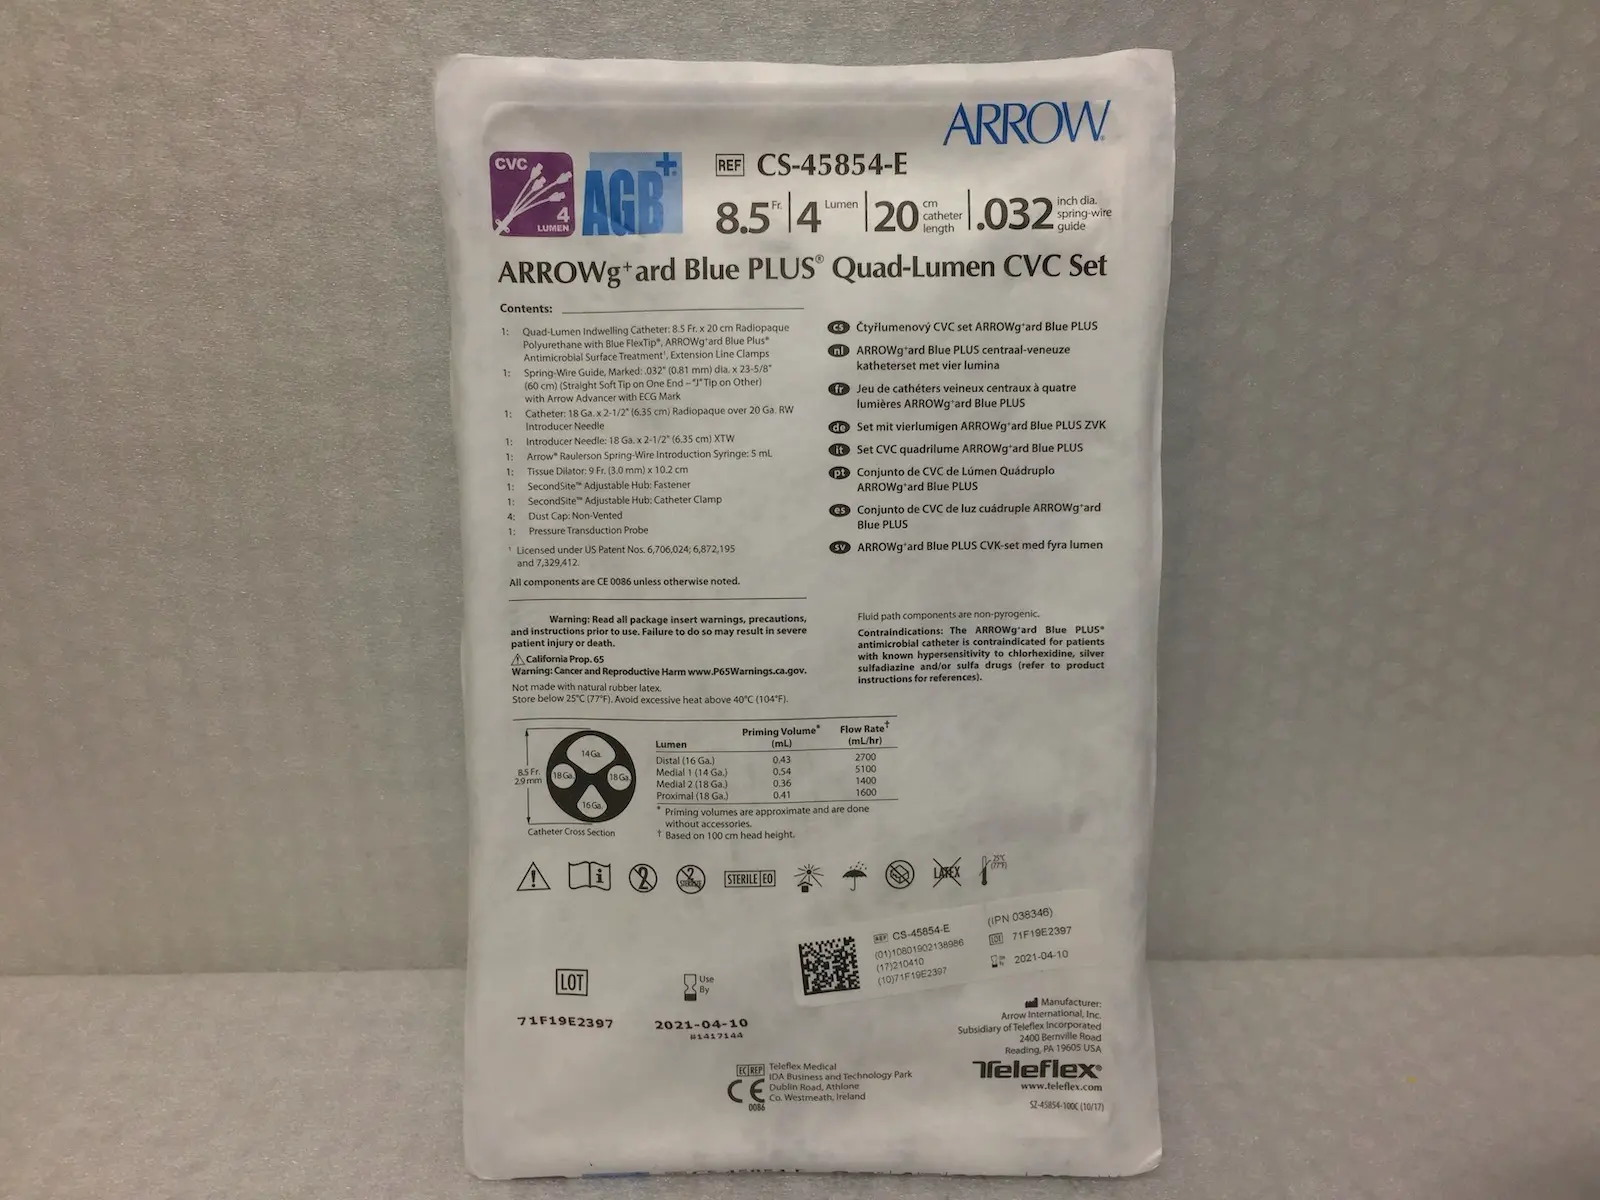 ARROW
CVC
4
LUMEN
AGB+
REF CS-45854-E
8.5 Fr. 4 Lumen 20 cm catheter length .032 inch dia. spring-wire guide
ARROWg+ard Blue PLUS® Quad-Lumen CVC Set
Contents:
1: Quad-Lumen Indwelling Catheter: 8.5 Fr. x 20 cm Radiopaque
Polyurethane with Blue FlexTip®, ARROWg+ard Blue Plus®
Antimicrobial Surface Treatment¹, Extension Line Clamps
1: Spring-Wire Guide, Marked: .032" (0.81 mm) dia. x 23-5/8"
(60 cm) (Straight Soft Tip on One End – "J" Tip on Other)
with Arrow Advancer with ECG Mark
1: Catheter: 18 Ga. x 2-1/2" (6.35 cm) Radiopaque over 20 Ga. RW
Introducer Needle
1: Introducer Needle: 18 Ga. x 2-1/2" (6.35 cm) XTW
1: Arrow® Raulerson Spring-Wire Introduction Syringe: 5 mL
1: Tissue Dilator: 9 Fr. (3.0 mm) x 10.2 cm
1: SecondSite™ Adjustable Hub: Fastener
1: SecondSite™ Adjustable Hub: Catheter Clamp
4: Dust Cap: Non-Vented
1: Pressure Transduction Probe
¹ Licensed under US Patent Nos. 6,706,024; 6,872,195
and 7,329,412.
All components are CE 0086 unless otherwise noted.
cs Čtyřlumenový CVC set ARROWg+ard Blue PLUS
nl ARROWg+ard Blue PLUS centraal-veneuze
katheterset met vier lumina
fr Jeu de cathéters veineux centraux à quatre
lumières ARROWg+ard Blue PLUS
de Set mit vierlumigen ARROWg+ard Blue PLUS ZVK
it Set CVC quadrilume ARROWg+ard Blue PLUS
pt Conjunto de CVC de Lúmen Quádruplo
ARROWg+ard Blue PLUS
es Conjunto de CVC de luz cuádruple ARROWg+ard
Blue PLUS
sv ARROWg+ard Blue PLUS CVK-set med fyra lumen
Warning: Read all package insert warnings, precautions,
and instructions prior to use. Failure to do so may result in severe
patient injury or death.
California Prop. 65
Warning: Cancer and Reproductive Harm www.P65Warnings.ca.gov.
Not made with natural rubber latex.
Store below 25°C (77°F). Avoid excessive heat above 40°C (104°F).
Fluid path components are non-pyrogenic.
Contraindications: The ARROWg+ard Blue PLUS®
antimicrobial catheter is contraindicated for patients
with known hypersensitivity to chlorhexidine, silver
sulfadiazine and/or sulfa drugs (refer to product
instructions for references).
8.5 Fr.
2.9 mm
14 Ga.
18 Ga. 18 Ga.
16 Ga.
Catheter Cross Section
Lumen Priming Volume* (mL) Flow Rate† (mL/hr)
Distal (16 Ga.) 0.43 2700
Medial 1 (14 Ga.) 0.54 5100
Medial 2 (18 Ga.) 0.36 1400
Proximal (18 Ga.) 0.41 1600
* Priming volumes are approximate and are done
without accessories.
† Based on 100 cm head height.
2
2 STERILIZE
STERILE EO
LATEX
25°C
(77°F)
REF CS-45854-E
(01)10801902138986
(17)210410
(10)71F19E2397
(IPN 038346)
LOT 71F19E2397
Use By 2021-04-10
LOT
71F19E2397
Use By
2021-04-10
#1417144
Manufacturer:
Arrow International, Inc.
Subsidiary of Teleflex Incorporated
2400 Bernville Road
Reading, PA 19605 USA
Teleflex®
www.teleflex.com
SZ-45854-100C (10/17)
EC REP Teleflex Medical
IDA Business and Technology Park
Dublin Road, Athlone
Co. Westmeath, Ireland
CE
0086